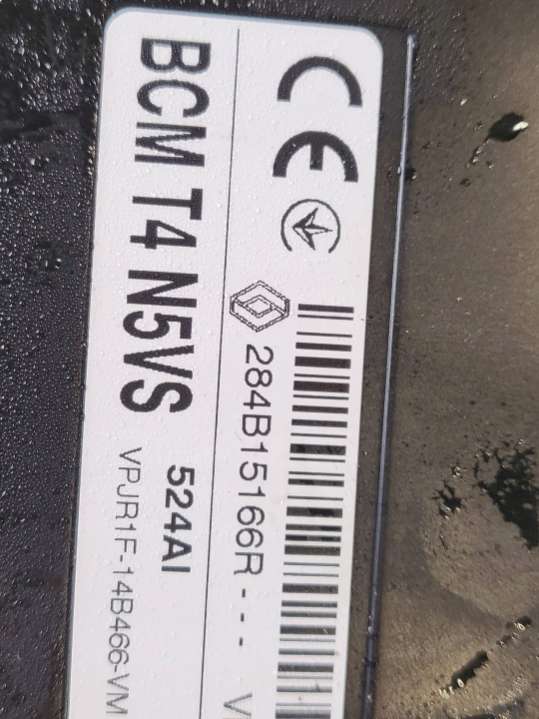 CE
284B15166R - - - V
BCM T4 N5VS
524AI
VPJR1F-14B466-VM